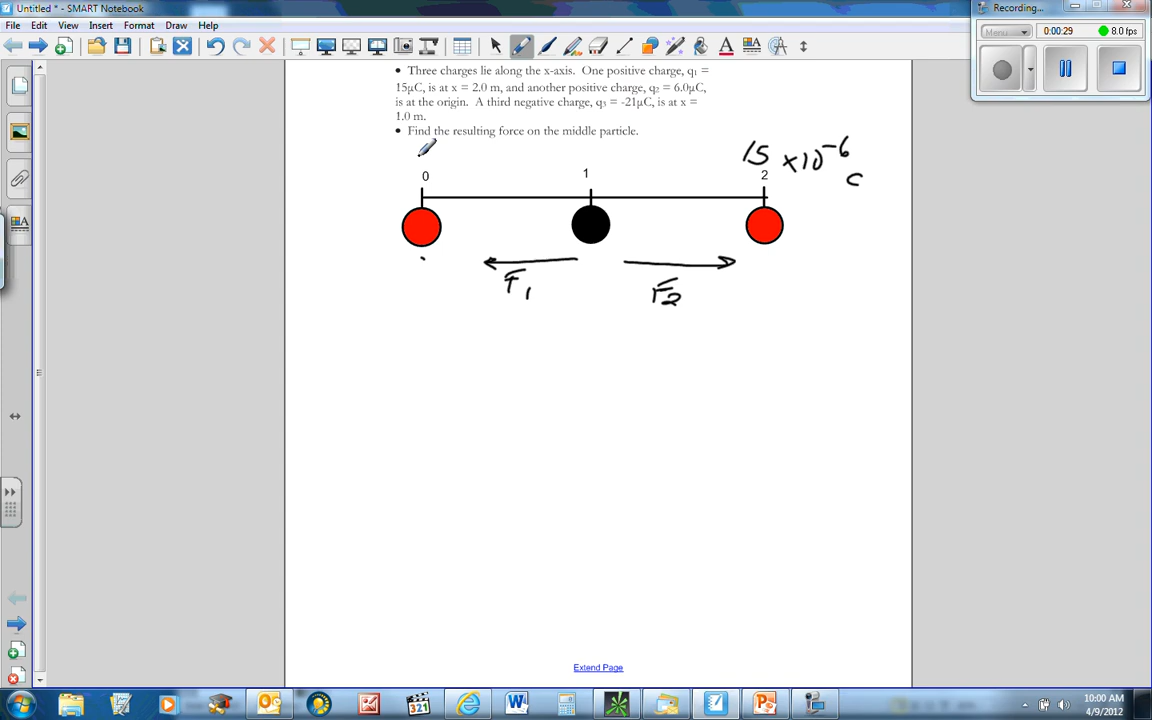 Untitled * - SMART Notebook
Recording...
File Edit View Insert Format Draw Help
Menu 0:00:29 8.0 fps
• Three charges lie along the x-axis. One positive charge, q₁ =
15μC, is at x = 2.0 m, and another positive charge, q₂ = 6.0μC,
is at the origin. A third negative charge, q₃ = -21μC, is at x =
1.0 m.
• Find the resulting force on the middle particle.
15 ×10⁻⁶
C
0 1 2
F₁ F₂
Extend Page
321
10:00 AM
4/9/2012